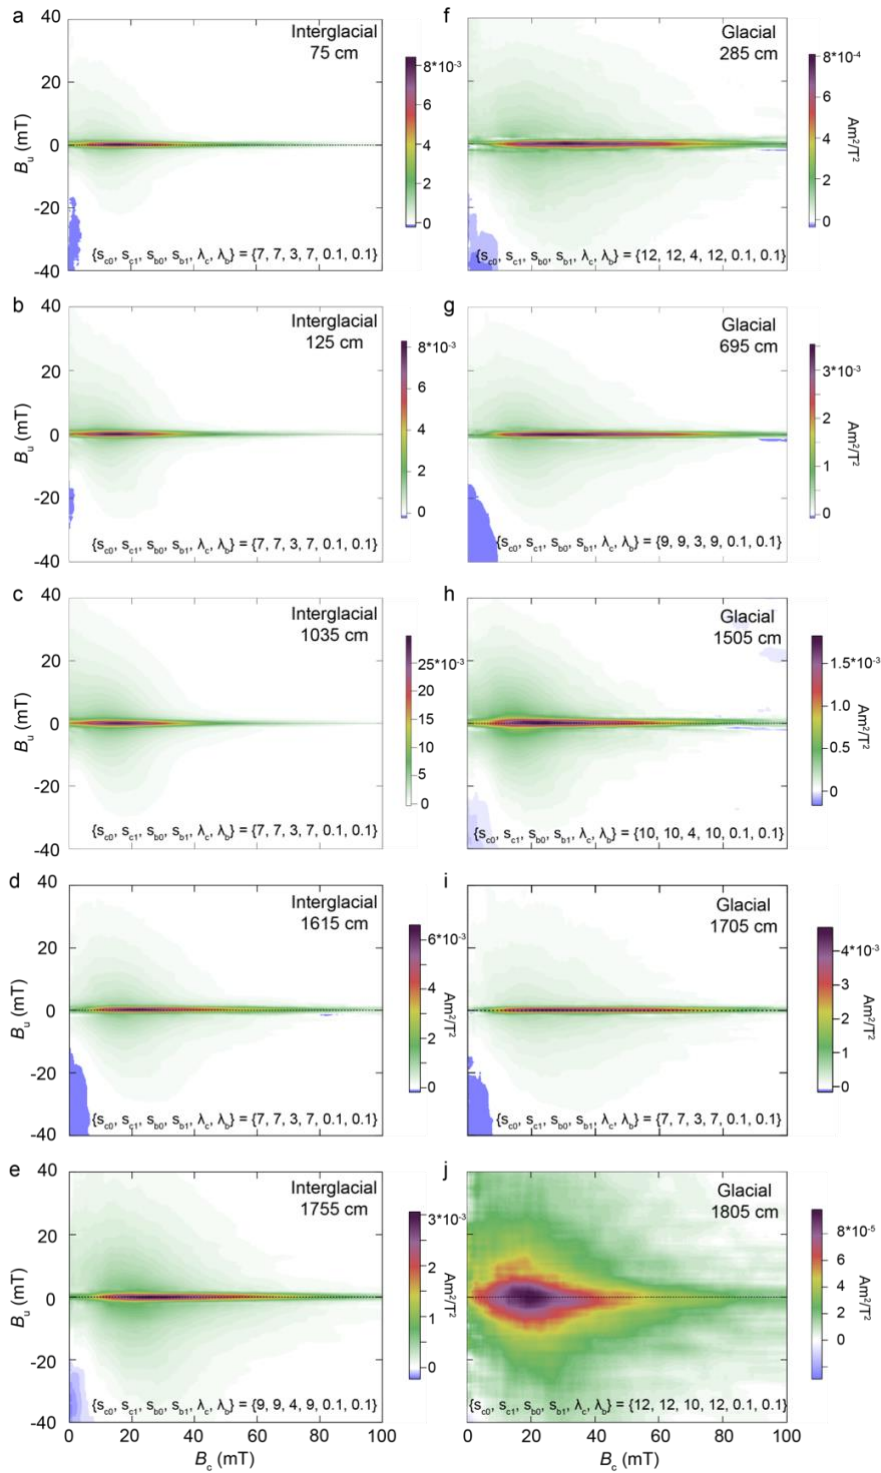 a
Interglacial
75 cm
40
20
0
-20
-40
B_u (mT)
8*10⁻³
6
4
2
0
{s_c0, s_c1, s_b0, s_b1, λ_c, λ_b} = {7, 7, 3, 7, 0.1, 0.1}
f
Glacial
285 cm
8*10⁻⁴
6
4
2
0
Am²/T²
{s_c0, s_c1, s_b0, s_b1, λ_c, λ_b} = {12, 12, 4, 12, 0.1, 0.1}
b
Interglacial
125 cm
40
20
0
-20
-40
B_u (mT)
8*10⁻³
6
4
2
0
{s_c0, s_c1, s_b0, s_b1, λ_c, λ_b} = {7, 7, 3, 7, 0.1, 0.1}
g
Glacial
695 cm
3*10⁻³
2
1
0
Am²/T²
{s_c0, s_c1, s_b0, s_b1, λ_c, λ_b} = {9, 9, 3, 9, 0.1, 0.1}
c
Interglacial
1035 cm
40
20
0
-20
-40
B_u (mT)
25*10⁻³
20
15
10
5
0
{s_c0, s_c1, s_b0, s_b1, λ_c, λ_b} = {7, 7, 3, 7, 0.1, 0.1}
h
Glacial
1505 cm
1.5*10⁻³
1.0
0.5
0
Am²/T²
{s_c0, s_c1, s_b0, s_b1, λ_c, λ_b} = {10, 10, 4, 10, 0.1, 0.1}
d
Interglacial
1615 cm
40
20
0
-20
-40
B_u (mT)
6*10⁻³
4
2
0
Am²/T²
{s_c0, s_c1, s_b0, s_b1, λ_c, λ_b} = {7, 7, 3, 7, 0.1, 0.1}
i
Glacial
1705 cm
4*10⁻³
3
2
1
0
Am²/T²
{s_c0, s_c1, s_b0, s_b1, λ_c, λ_b} = {7, 7, 3, 7, 0.1, 0.1}
e
Interglacial
1755 cm
40
20
0
-20
-40
B_u (mT)
3*10⁻³
2
1
0
Am²/T²
{s_c0, s_c1, s_b0, s_b1, λ_c, λ_b} = {9, 9, 4, 9, 0.1, 0.1}
0 20 40 60 80 100
B_c (mT)
j
Glacial
1805 cm
8*10⁻⁵
6
4
2
0
Am²/T²
{s_c0, s_c1, s_b0, s_b1, λ_c, λ_b} = {12, 12, 10, 12, 0.1, 0.1}
0 20 40 60 80 100
B_c (mT)